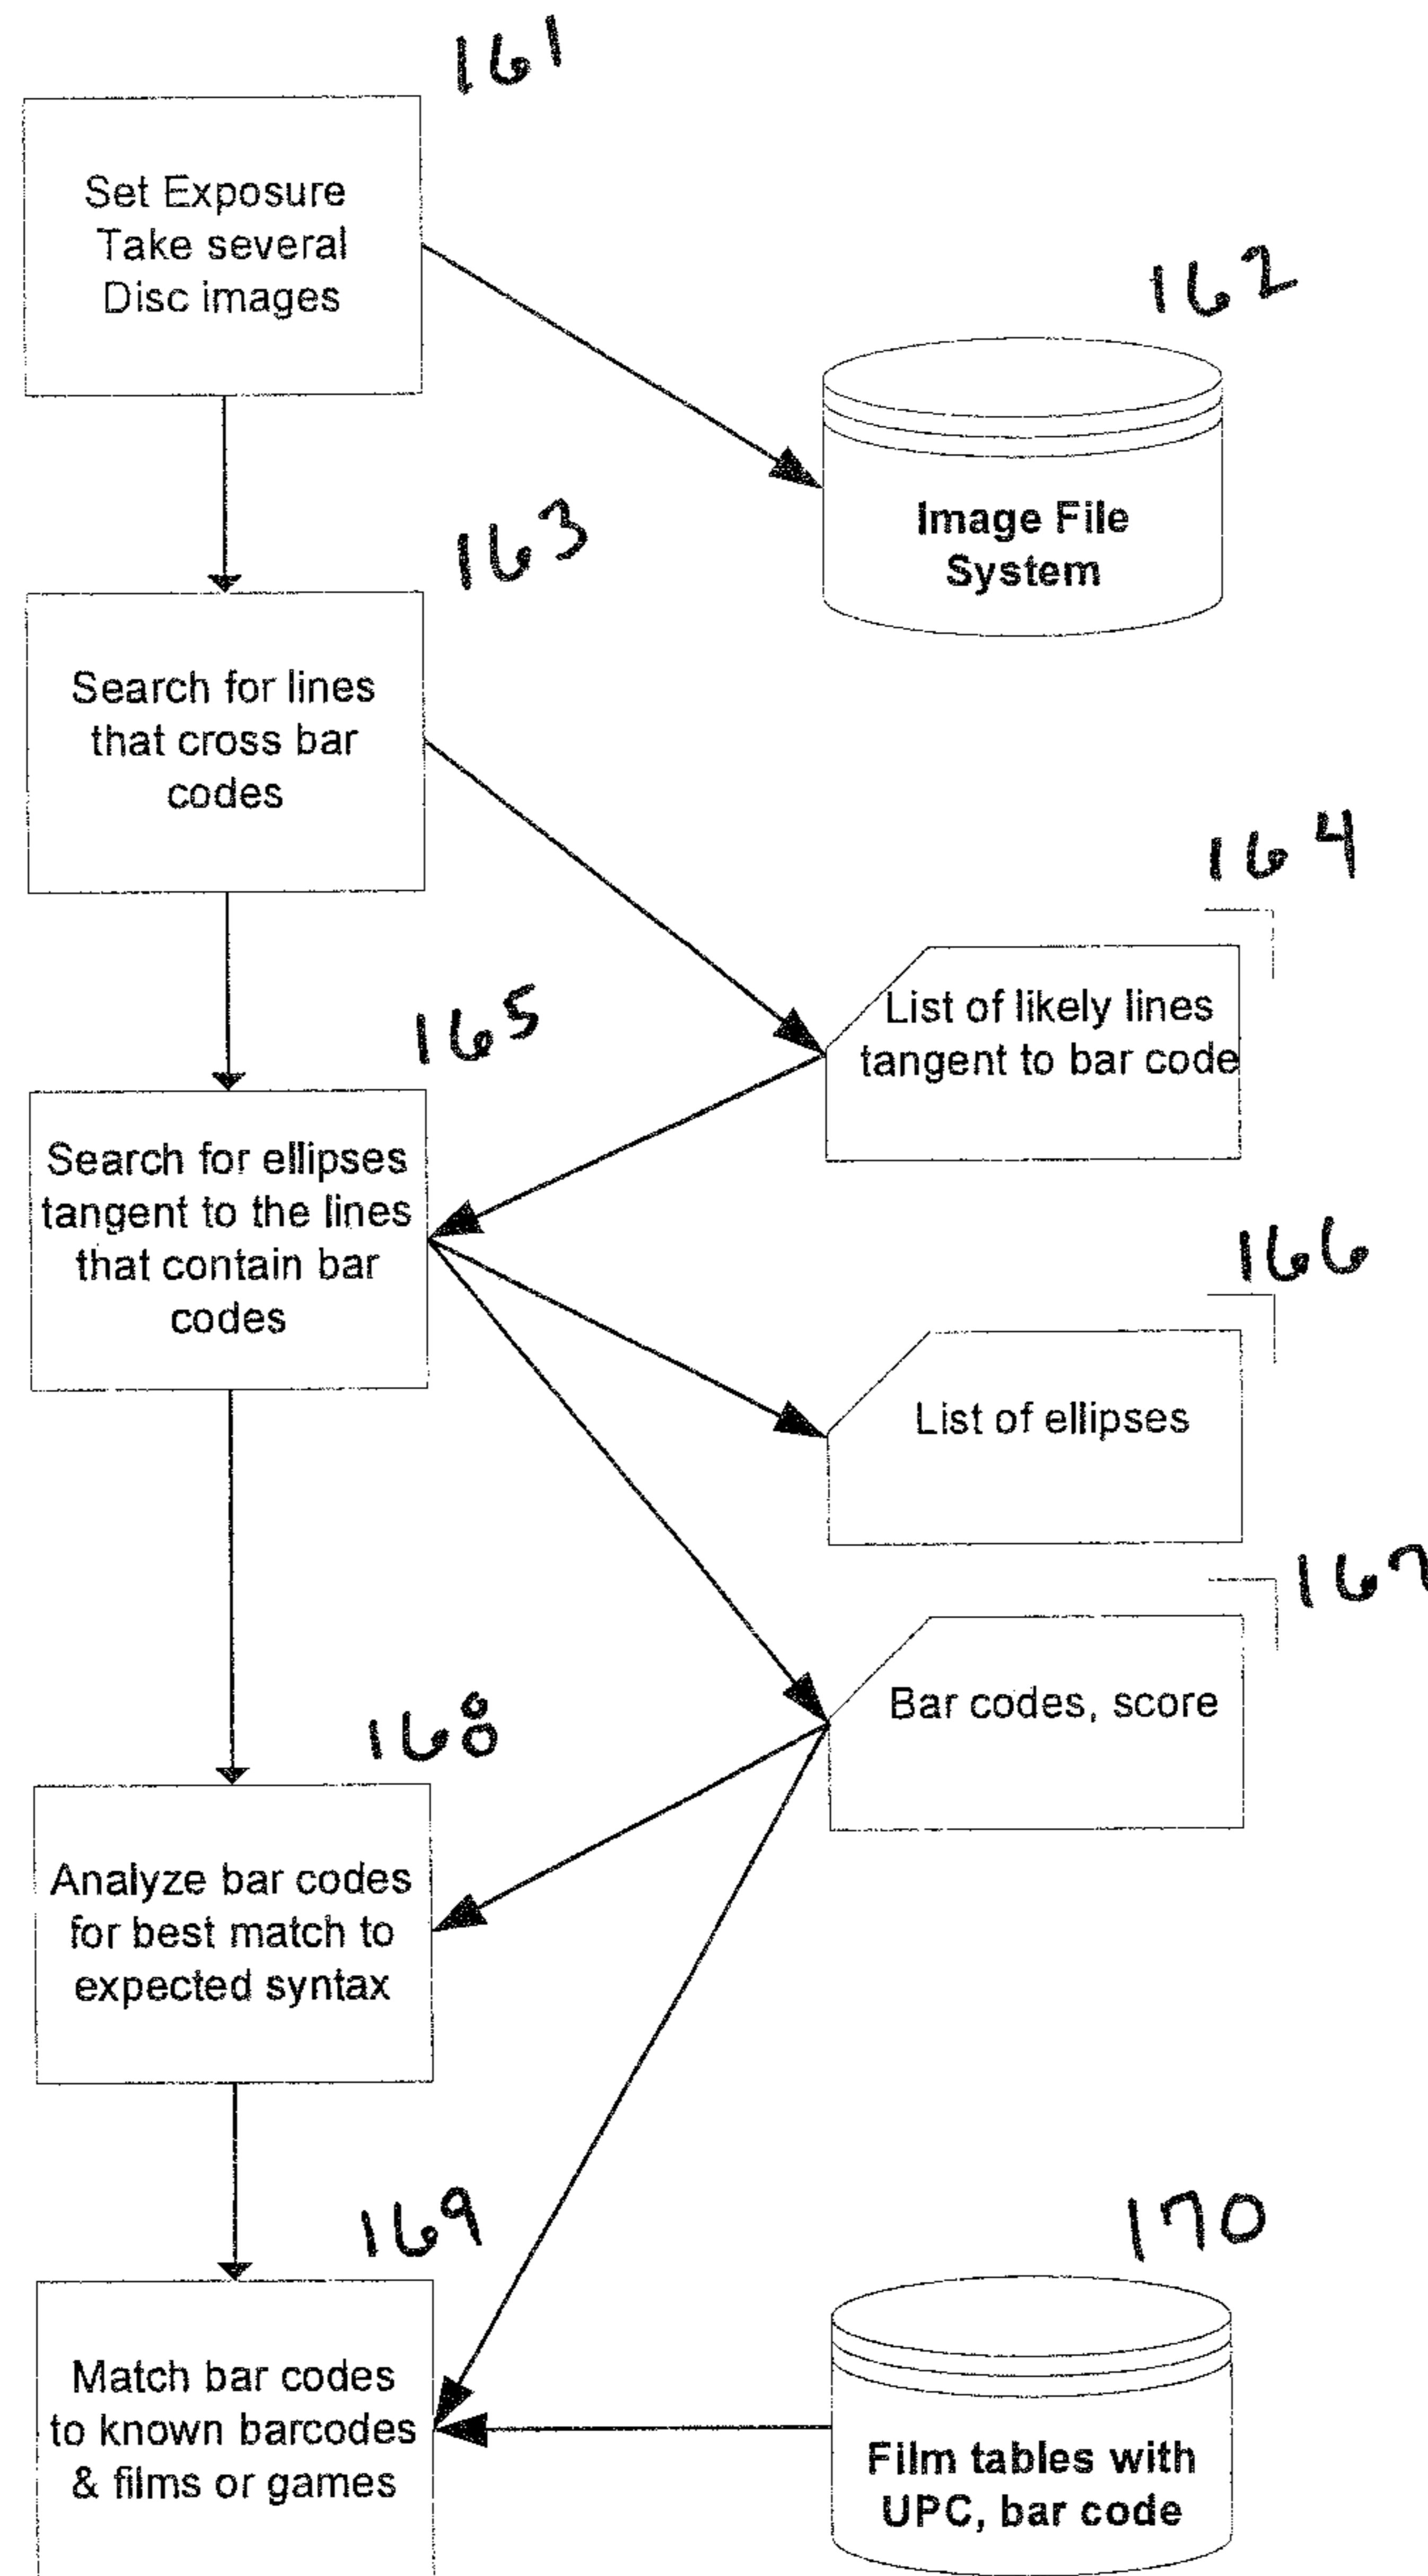 161
Set Exposure
Take several
Disc images
162
Image File
System
163
Search for lines
that cross bar
codes
164
List of likely lines
tangent to bar code
165
Search for ellipses
tangent to the lines
that contain bar
codes
166
List of ellipses
167
Bar codes, score
168
Analyze bar codes
for best match to
expected syntax
169
Match bar codes
to known barcodes
& films or games
170
Film tables with
UPC, bar code